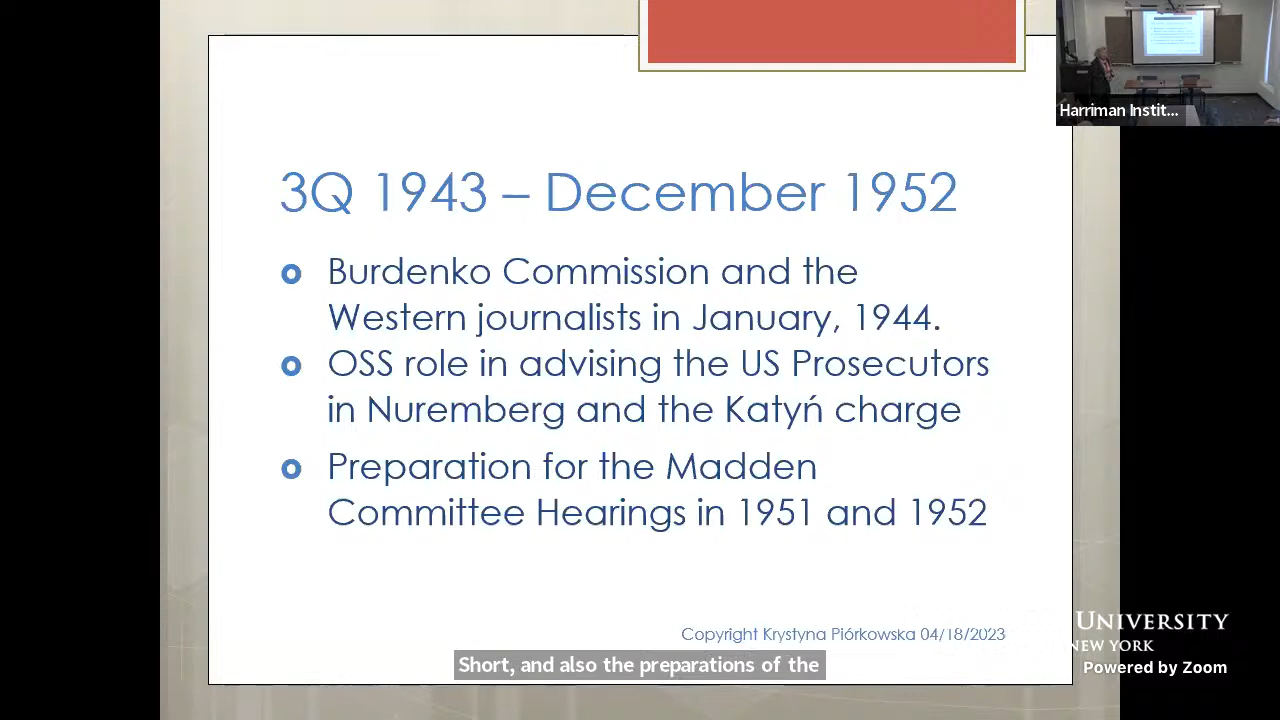 Harriman Instit...
3Q 1943 – December 1952
Burdenko Commission and the
Western journalists in January, 1944.
OSS role in advising the US Prosecutors
in Nuremberg and the Katyń charge
Preparation for the Madden
Committee Hearings in 1951 and 1952
Copyright Krystyna Piórkowska 04/18/2023
Short, and also the preparations of the
UNIVERSITY
NEW YORK
Powered by Zoom